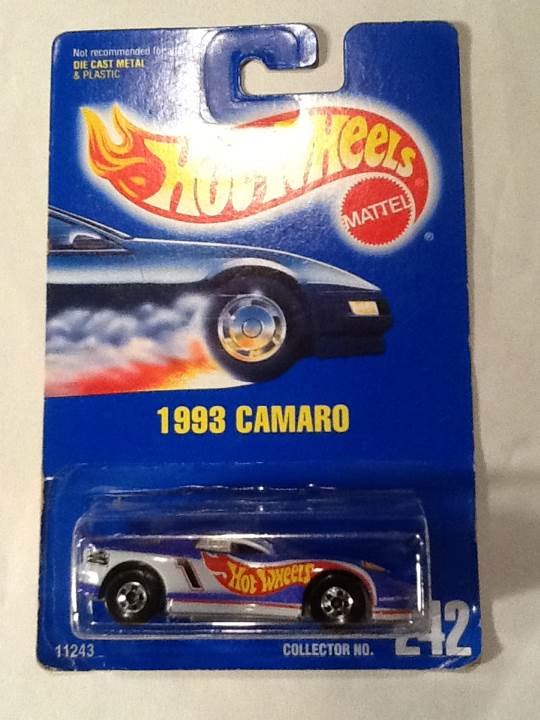 Not recommended for
DIE CAST METAL
& PLASTIC
HOT WHEELS
®
MATTEL
®
1993 CAMARO
1
HOT WHEELS
11243
COLLECTOR NO. 242